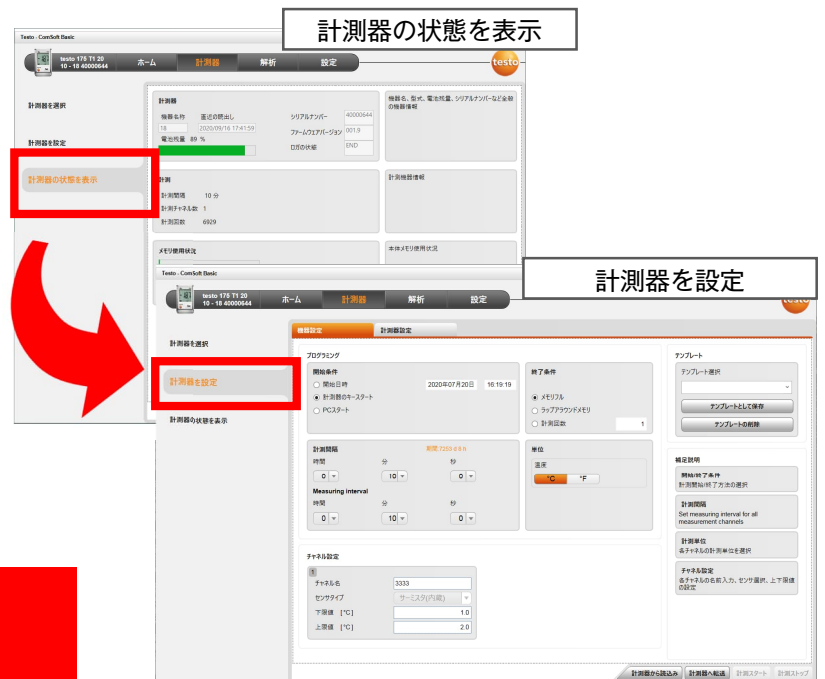 計測器の状態を表示
Testo - ComSoft Basic
testo 175 T1 20
10 - 18 40000644
ホーム 計測器 解析 設定
testo
計測器を選択
計測器を設定
計測器の状態を表示
計測器
機器名称 直近の読出し シリアルナンバー 40000644
18 2020/09/16 17:41:59 ファームウエアバージョン 001.9
電池残量 89 % ロガの状態 END
機器名、型式、電池残量、シリアルナンバーなど全般の機器情報
計測
計測間隔 10 分
計測チャネル数 1
計測回数 6929
計測機器情報
メモリ使用状況
本体メモリ使用状況
計測器を設定
Testo - ComSoft Basic
testo 175 T1 20
10 - 18 40000644
ホーム 計測器 解析 設定
testo
計測器を選択
計測器を設定
計測器の状態を表示
機器設定 計測器設定
プログラミング
開始条件
開始日時 2020年07月20日 16:19:19
計測器のキースタート
PCスタート
終了条件
メモリフル
ラップアラウンドメモリ
計測回数 1
計測間隔
時間 分 秒
0 10 0
Measuring interval
時間 分 秒
0 10 0
単位
温度
°C °F
チャネル設定
1
チャネル名 3333
センサタイプ サーミスタ(内蔵)
下限値 [°C] 1.0
上限値 [°C] 2.0
テンプレート
テンプレート選択
テンプレートとして保存
テンプレートの削除
補足説明
開始/終了条件
計測開始/終了方法の選択
計測間隔
Set measuring interval for all
measurement channels
計測単位
各チャネルの計測単位を選択
チャネル設定
各チャネルの名前入力、センサ選択、上下限値
の設定
計測器から読込み 計測器へ転送 計測スタート 計測ストップ